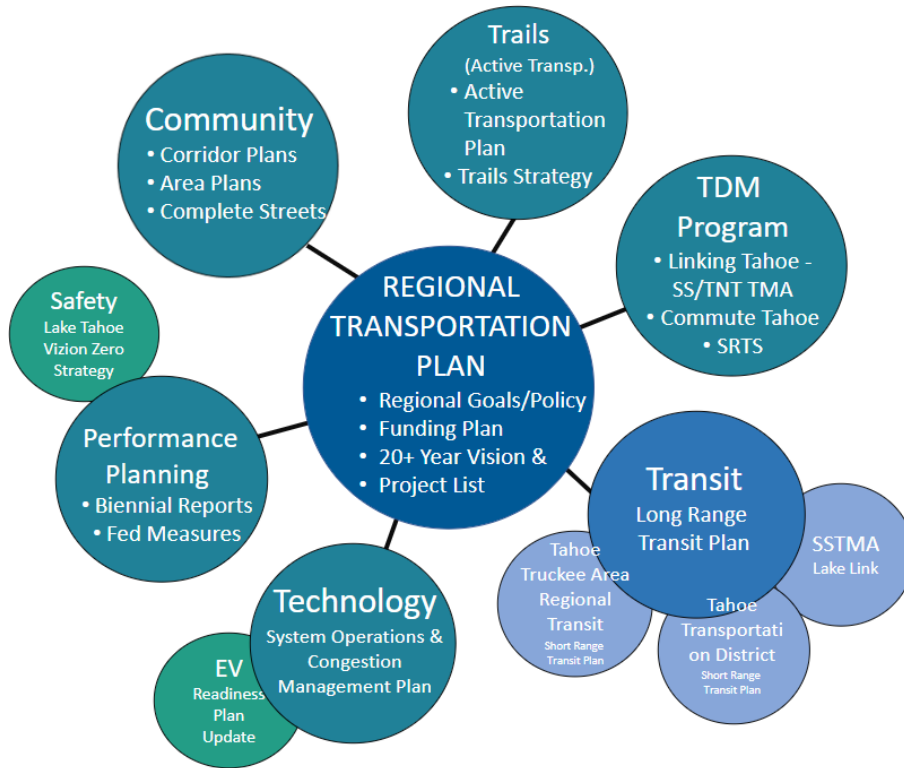 Trails
(Active Transp.)
• Active
Transportation
Plan
• Trails Strategy
Community
• Corridor Plans
• Area Plans
• Complete Streets
TDM
Program
• Linking Tahoe -
SS/TNT TMA
• Commute Tahoe
• SRTS
REGIONAL
TRANSPORTATION
PLAN
• Regional Goals/Policy
• Funding Plan
• 20+ Year Vision &
• Project List
Safety
Lake Tahoe
Vizion Zero
Strategy
Performance
Planning
• Biennial Reports
• Fed Measures
Transit
Long Range
Transit Plan
SSTMA
Lake Link
Tahoe
Truckee Area
Regional
Transit
Short Range
Transit Plan
Tahoe
Transportati
on District
Short Range
Transit Plan
Technology
System Operations &
Congestion
Management Plan
EV
Readiness
Plan
Update